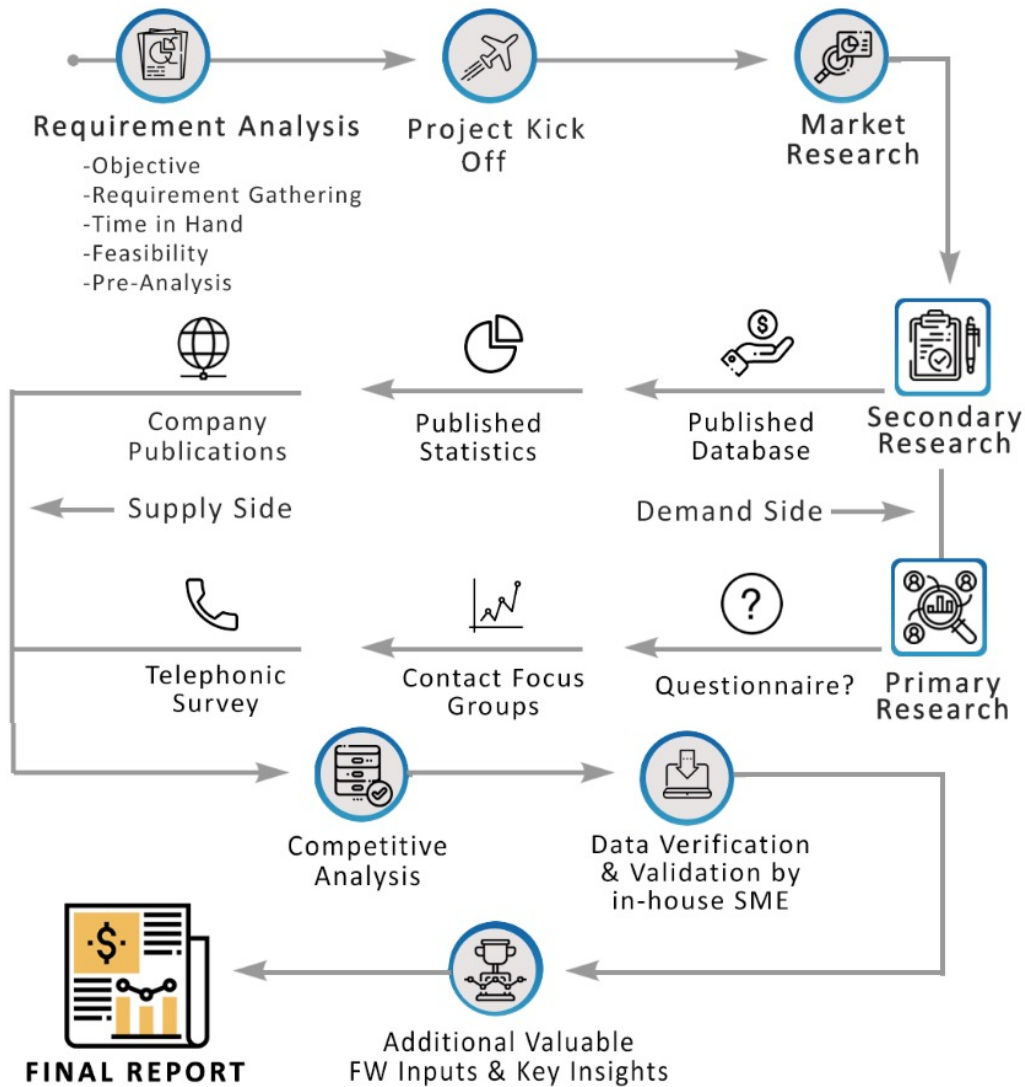 Requirement Analysis
-Objective
-Requirement Gathering
-Time in Hand
-Feasibility
-Pre-Analysis
Project Kick
Off
Market
Research
Company
Publications
Published
Statistics
Published
Database
Secondary
Research
Supply Side
Demand Side
Telephonic
Survey
Contact Focus
Groups
Questionnaire?
Primary
Research
Competitive
Analysis
Data Verification
& Validation by
in-house SME
FINAL REPORT
Additional Valuable
FW Inputs & Key Insights